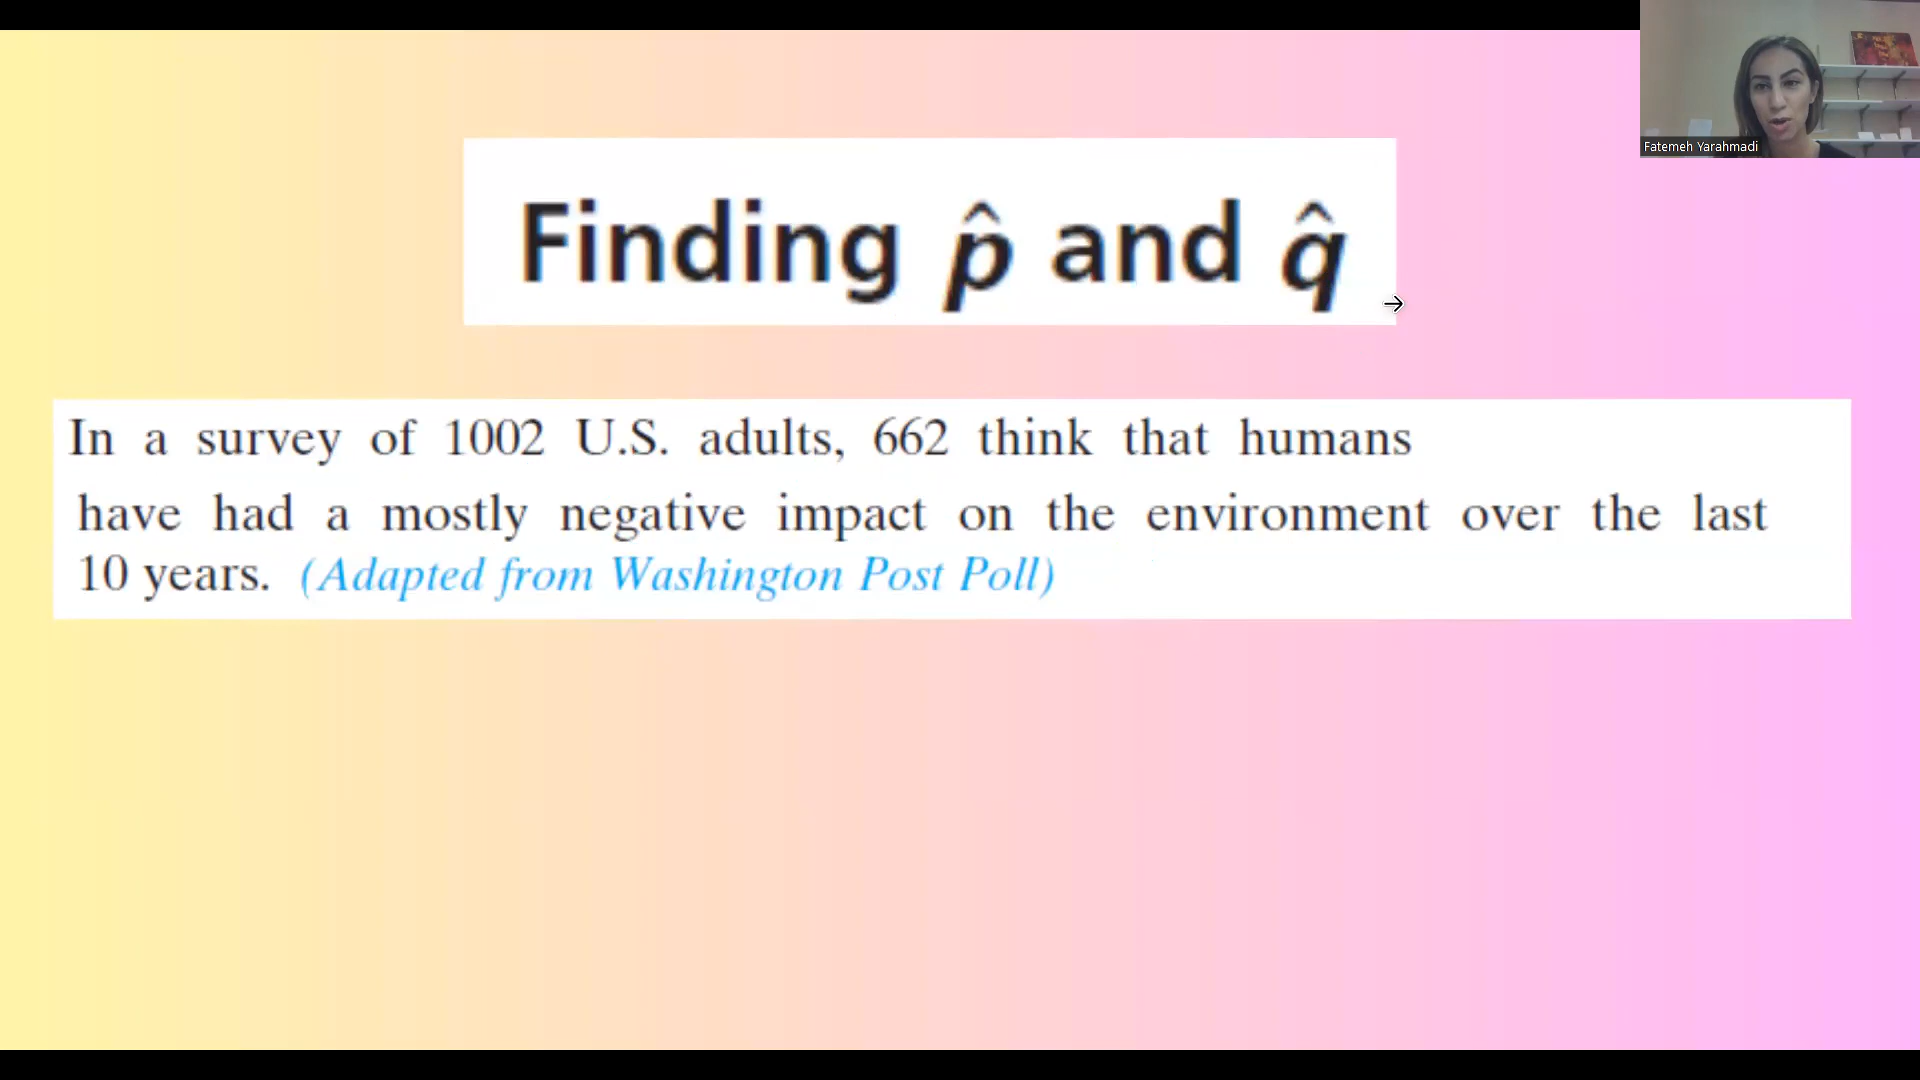 Fatemeh Yarahmadi
Finding p̂ and q̂
In a survey of 1002 U.S. adults, 662 think that humans
have had a mostly negative impact on the environment over the last
10 years. (Adapted from Washington Post Poll)